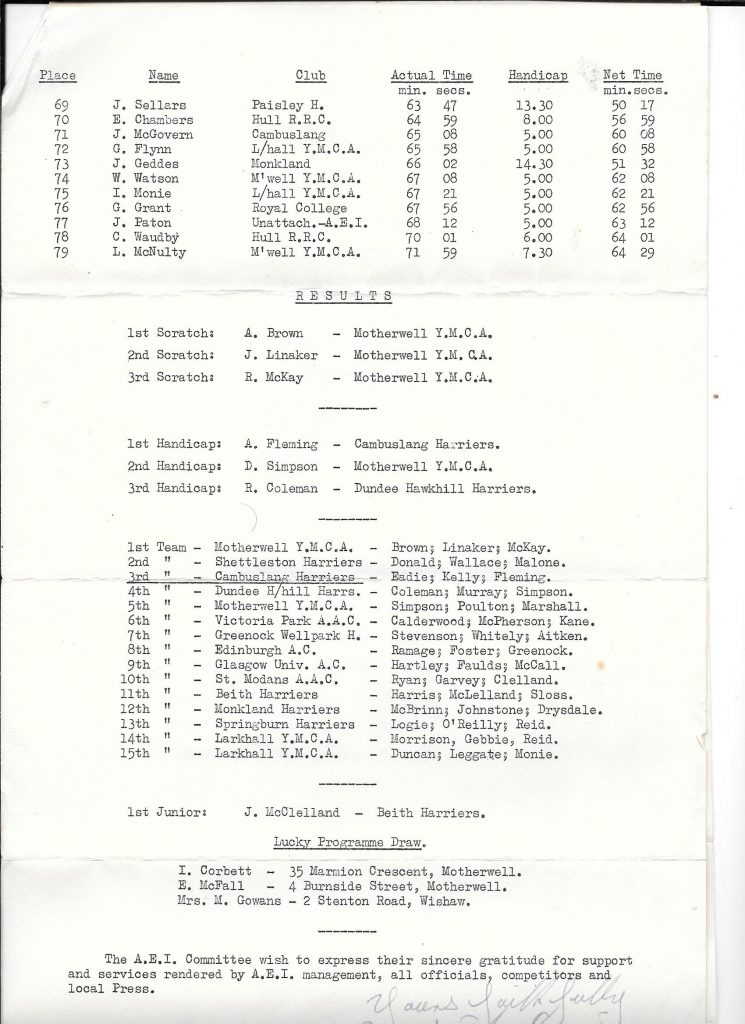 Place Name Club Actual Time Handicap Net Time
min. secs. min. secs.
69 J. Sellars Paisley H. 63 47 13.30 50 17
70 E. Chambers Hull R.R.C. 64 59 8.00 56 59
71 J. McGovern Cambuslang 65 08 5.00 60 08
72 G. Flynn L/hall Y.M.C.A. 65 58 5.00 60 58
73 J. Geddes Monkland 66 02 14.30 51 32
74 W. Watson M'well Y.M.C.A. 67 08 5.00 62 08
75 I. Monie L/hall Y.M.C.A. 67 21 5.00 62 21
76 G. Grant Royal College 67 56 5.00 62 56
77 J. Paton Unattach.-A.E.I. 68 12 5.00 63 12
78 C. Waudby Hull R.R.C. 70 01 6.00 64 01
79 L. McNulty M'well Y.M.C.A. 71 59 7.30 64 29
RESULTS
1st Scratch: A. Brown - Motherwell Y.M.C.A.
2nd Scratch: J. Linaker - Motherwell Y.M.C.A.
3rd Scratch: R. McKay - Motherwell Y.M.C.A.
1st Handicap: A. Fleming - Cambuslang Harriers.
2nd Handicap: D. Simpson - Motherwell Y.M.C.A.
3rd Handicap: R. Coleman - Dundee Hawkhill Harriers.
1st Team - Motherwell Y.M.C.A. - Brown; Linaker; McKay.
2nd " - Shettleston Harriers - Donald; Wallace; Malone.
3rd " - Cambuslang Harriers - Eadie; Kelly; Fleming.
4th " - Dundee H/hill Harrs. - Coleman; Murray; Simpson.
5th " - Motherwell Y.M.C.A. - Simpson; Poulton; Marshall.
6th " - Victoria Park A.A.C. - Calderwood; McPherson; Kane.
7th " - Greenock Wellpark H. - Stevenson; Whitely; Aitken.
8th " - Edinburgh A.C. - Ramage; Foster; Greenock.
9th " - Glasgow Univ. A.C. - Hartley; Faulds; McCall.
10th " - St. Modans A.A.C. - Ryan; Garvey; Clelland.
11th " - Beith Harriers - Harris; McLelland; Sloss.
12th " - Monkland Harriers - McBrinn; Johnstone; Drysdale.
13th " - Springburn Harriers - Logie; O'Reilly; Reid.
14th " - Larkhall Y.M.C.A. - Morrison, Gebbie, Reid.
15th " - Larkhall Y.M.C.A. - Duncan; Leggate; Monie.
1st Junior: J. McClelland - Beith Harriers.
Lucky Programme Draw.
I. Corbett - 35 Marmion Crescent, Motherwell.
E. McFall - 4 Burnside Street, Motherwell.
Mrs. M. Gowans - 2 Stenton Road, Wishaw.
The A.E.I. Committee wish to express their sincere gratitude for support
and services rendered by A.E.I. management, all officials, competitors and
local Press.
Yours faithfully